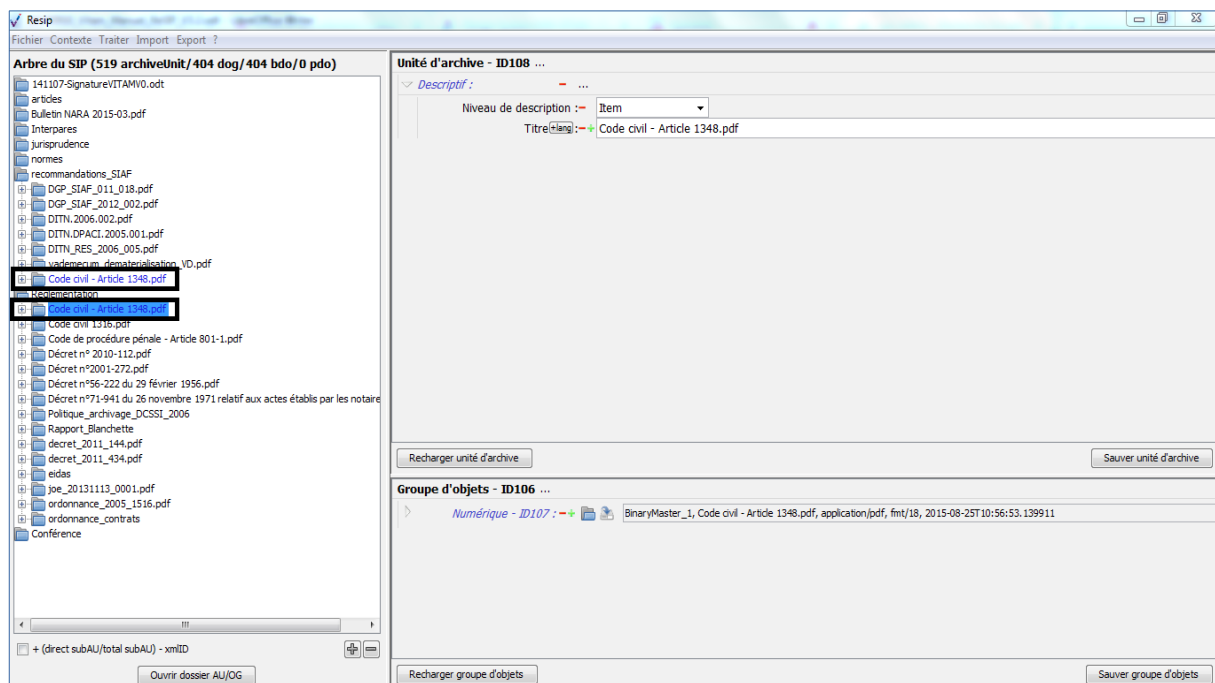 Resip
Fichier Contexte Traiter Import Export ?
Arbre du SIP (519 archiveUnit/404 dog/404 bdo/0 pdo)
141107-SignatureVITAMV0.odt
articles
Bulletin NARA 2015-03.pdf
Interpares
jurisprudence
normes
recommandations_SIAF
DGP_SIAF_011_018.pdf
DGP_SIAF_2012_002.pdf
DITN.2006.002.pdf
DITN.DPACI.2005.001.pdf
DITN_RES_2006_005.pdf
vademecum_dematerialisation_VD.pdf
Code civil - Article 1348.pdf
Réglementation
Code civil - Article 1348.pdf
Code civil 1316.pdf
Code de procédure pénale - Article 801-1.pdf
Décret n° 2010-112.pdf
Décret n°2001-272.pdf
Décret n°56-222 du 29 février 1956.pdf
Décret n°71-941 du 26 novembre 1971 relatif aux actes établis par les notaire
Politique_archivage_DCSSI_2006
Rapport_Blanchette
decret_2011_144.pdf
decret_2011_434.pdf
eidas
joe_20131113_0001.pdf
ordonnance_2005_1516.pdf
ordonnance_contrats
Conférence
+ (direct subAU/total subAU) - xmlID
Ouvrir dossier AU/OG
Unité d'archive - ID108 ...
Descriptif : - ...
Niveau de description :- Item
Titre +lang :-+ Code civil - Article 1348.pdf
Recharger unité d'archive
Sauver unité d'archive
Groupe d'objets - ID106 ...
Numérique - ID107 : -+ BinaryMaster_1, Code civil - Article 1348.pdf, application/pdf, fmt/18, 2015-08-25T10:56:53.139911
Recharger groupe d'objets
Sauver groupe d'objets